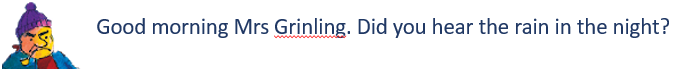 Good morning Mrs Grinling. Did you hear the rain in the night?